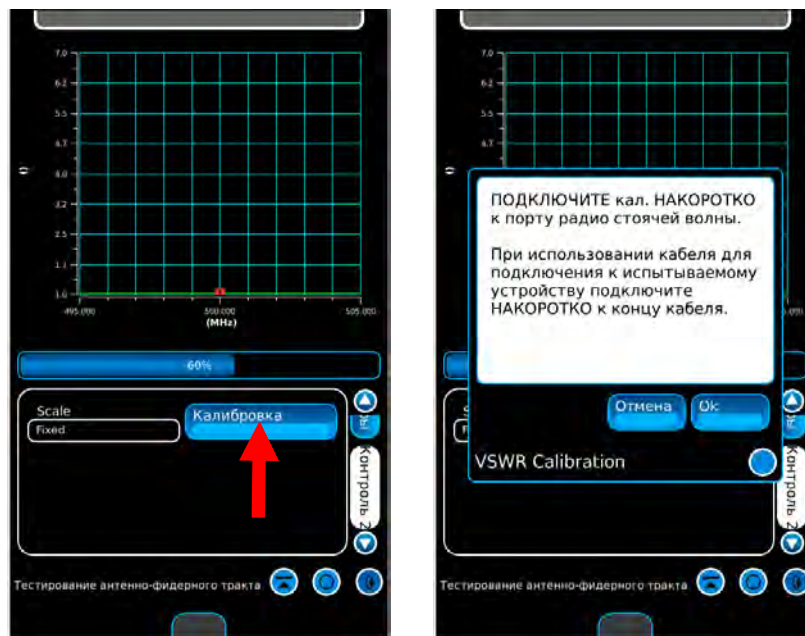 7.0
6.2
5.5
4.7
4.0
3.2
2.5
1.0
495.000
500.000
505.000
(MHz)
60%
Scale
Fixed
Калибровка
Контроль 2
Тестирование антенно-фидерного тракта
7.0
6.2
5.5
4.7
ПОДКЛЮЧИТЕ кал. НАКОРОТКО
к порту радио стоячей волны.
При использовании кабеля для
подключения к испытываемому
устройству подключите
НАКОРОТКО к концу кабеля.
Отмена
Ok
VSWR Calibration
Контроль 2
Тестирование антенно-фидерного тракта